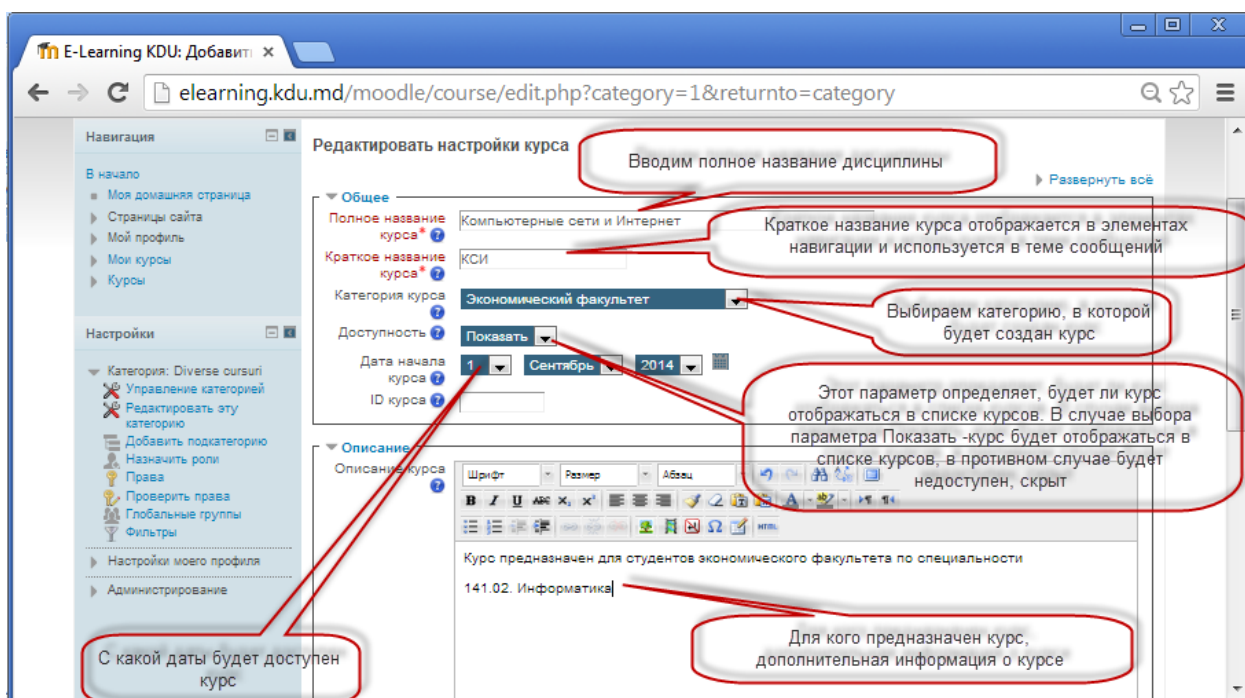 E-Learning KDU: Добавит
elearning.kdu.md/moodle/course/edit.php?category=1&returnto=category
Навигация
В начало
Моя домашняя страница
Страницы сайта
Мой профиль
Мои курсы
Курсы
Настройки
Категория: Diverse cursuri
Управление категорией
Редактировать эту
категорию
Добавить подкатегорию
Назначить роли
Права
Проверить права
Глобальные группы
Фильтры
Настройки моего профиля
Администрирование
Редактировать настройки курса
Вводим полное название дисциплины
Развернуть всё
Общее
Полное название
курса*
Компьютерные сети и Интернет
Краткое название курса отображается в элементах
навигации и используется в теме сообщений
Краткое название
курса*
КСИ
Категория курса
Экономический факультет
Выбираем категорию, в которой
будет создан курс
Доступность
Показать
Дата начала
курса
1 Сентябрь 2014
ID курса
Этот параметр определяет, будет ли курс
отображаться в списке курсов. В случае выбора
параметра Показать -курс будет отображаться в
списке курсов, в противном случае будет
недоступен, скрыт
Описание
Описание курса
Шрифт Размер Абзац
B I U ABC X₂ X²
HTML
Курс предназначен для студентов экономического факультета по специальности
141.02. Информатика
Для кого предназначен курс,
дополнительная информация о курсе
С какой даты будет доступен
курс